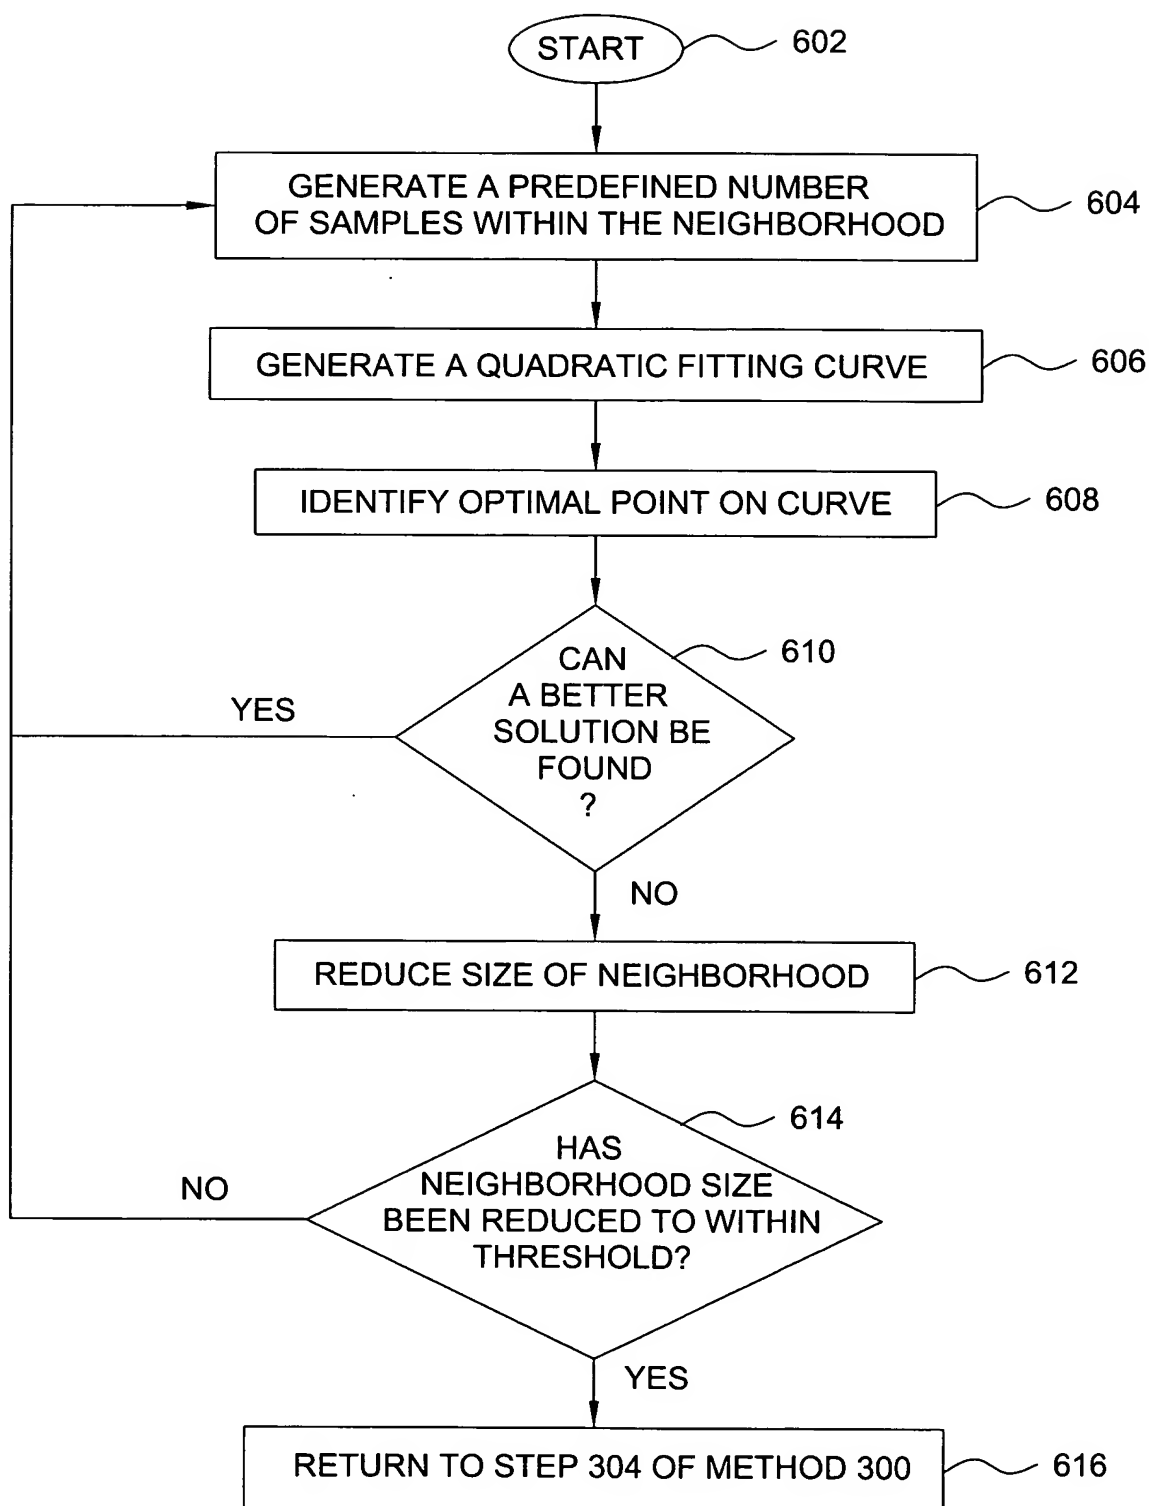 START
602
GENERATE A PREDEFINED NUMBER
OF SAMPLES WITHIN THE NEIGHBORHOOD
604
GENERATE A QUADRATIC FITTING CURVE
606
IDENTIFY OPTIMAL POINT ON CURVE
608
CAN
A BETTER
SOLUTION BE
FOUND
?
610
YES
NO
REDUCE SIZE OF NEIGHBORHOOD
612
HAS
NEIGHBORHOOD SIZE
BEEN REDUCED TO WITHIN
THRESHOLD?
614
NO
YES
RETURN TO STEP 304 OF METHOD 300
616